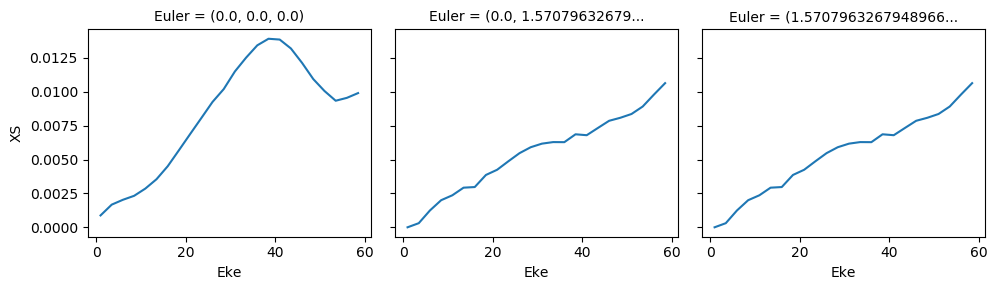 Euler = (0.0, 0.0, 0.0)
Euler = (0.0, 1.57079632679...
Euler = (1.5707963267948966...
XS
0.0125
0.0100
0.0075
0.0050
0.0025
0.0000
0 20 40 60
0 20 40 60
0 20 40 60
Eke
Eke
Eke